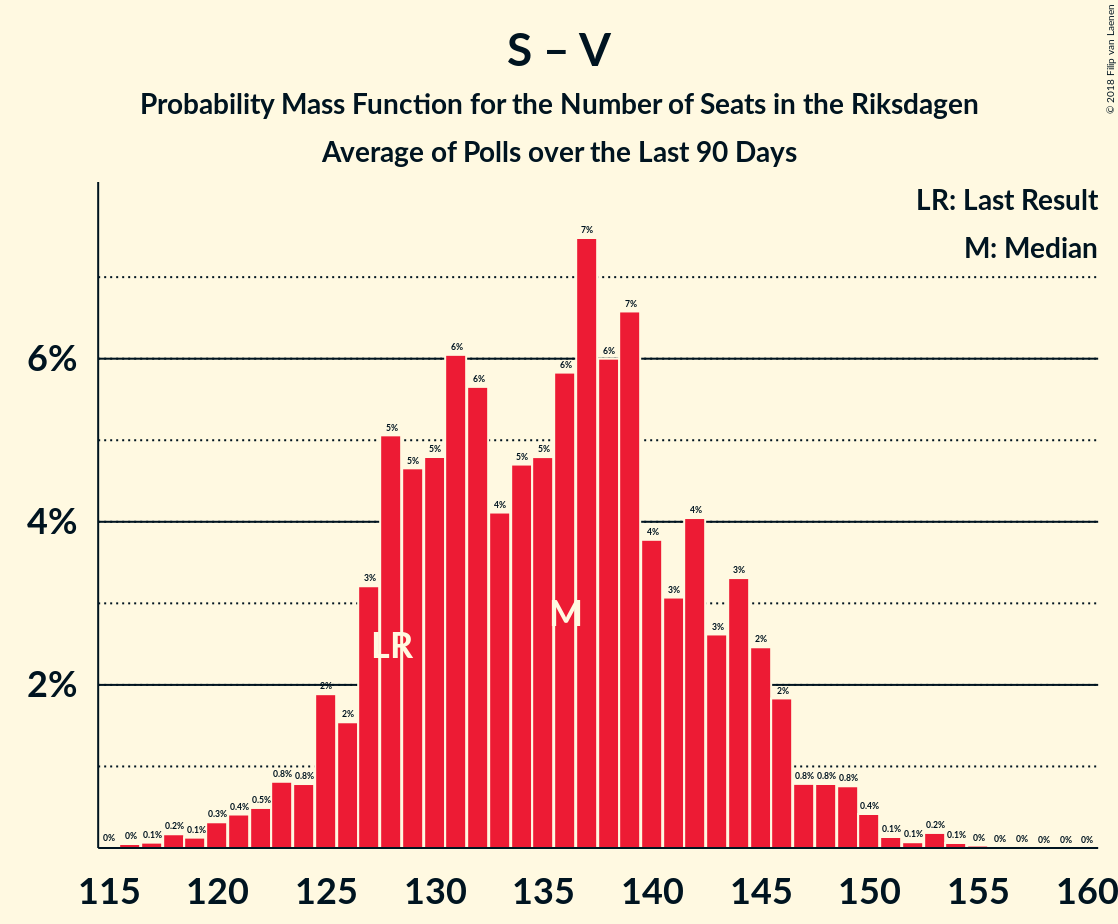 S – V
Probability Mass Function for the Number of Seats in the Riksdagen
Average of Polls over the Last 90 Days
© 2018 Filip van Laenen
LR: Last Result
M: Median
6%
4%
2%
0% 0% 0.1% 0.2% 0.1% 0.3% 0.4% 0.5% 0.8% 0.8% 2% 2% 3% 5% 5% 5% 6% 6% 4% 5% 5% 6% 7% 6% 7% 4% 3% 4% 3% 3% 2% 2% 0.8% 0.8% 0.8% 0.4% 0.1% 0.1% 0.2% 0.1% 0% 0% 0% 0% 0% 0%
LR M
115 120 125 130 135 140 145 150 155 160